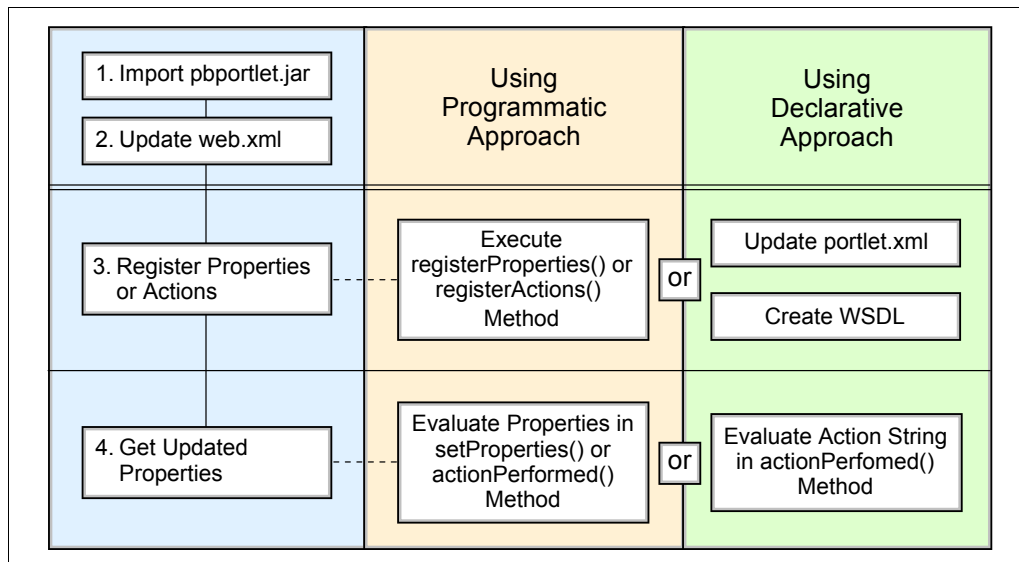 1. Import pbportlet.jar
2. Update web.xml
Using
Programmatic
Approach
Using
Declarative
Approach
3. Register Properties
or Actions
Execute
registerProperties() or
registerActions()
Method
or
Update portlet.xml
Create WSDL
4. Get Updated
Properties
Evaluate Properties in
setProperties() or
actionPerformed()
Method
or
Evaluate Action String
in actionPerfomed()
Method